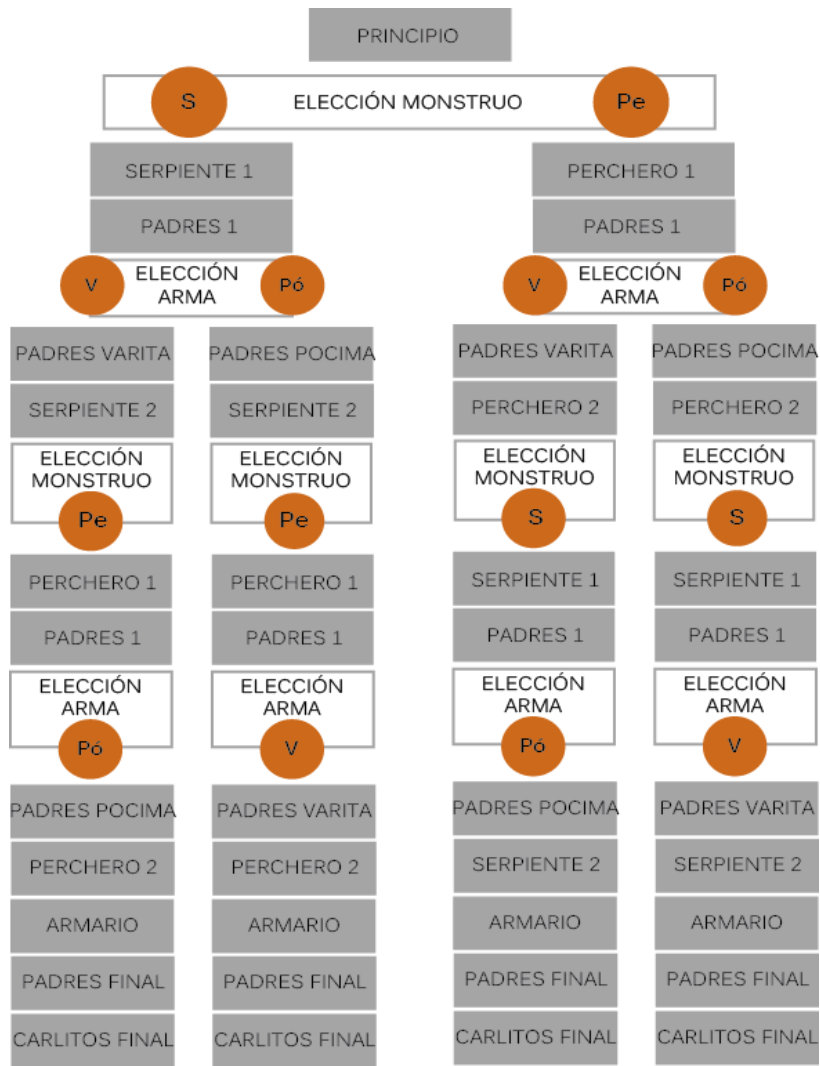 PRINCIPIO
S ELECCIÓN MONSTRUO Pe
SERPIENTE 1 PERCHERO 1
PADRES 1 PADRES 1
V ELECCIÓN ARMA Pó V ELECCIÓN ARMA Pó
PADRES VARITA PADRES POCIMA PADRES VARITA PADRES POCIMA
SERPIENTE 2 SERPIENTE 2 PERCHERO 2 PERCHERO 2
ELECCIÓN ELECCIÓN ELECCIÓN ELECCIÓN
MONSTRUO MONSTRUO MONSTRUO MONSTRUO
Pe Pe S S
PERCHERO 1 PERCHERO 1 SERPIENTE 1 SERPIENTE 1
PADRES 1 PADRES 1 PADRES 1 PADRES 1
ELECCIÓN ELECCIÓN ELECCIÓN ELECCIÓN
ARMA ARMA ARMA ARMA
Pó V Pó V
PADRES POCIMA PADRES VARITA PADRES POCIMA PADRES VARITA
PERCHERO 2 PERCHERO 2 SERPIENTE 2 SERPIENTE 2
ARMARIO ARMARIO ARMARIO ARMARIO
PADRES FINAL PADRES FINAL PADRES FINAL PADRES FINAL
CARLITOS FINAL CARLITOS FINAL CARLITOS FINAL CARLITOS FINAL